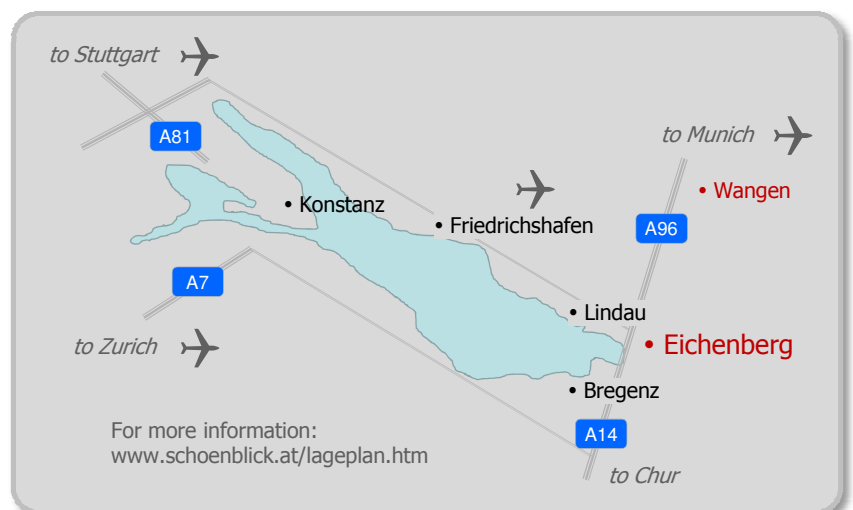 to Stuttgart
A81
to Munich
• Wangen
• Konstanz
• Friedrichshafen
A96
A7
• Lindau
to Zurich
• Eichenberg
• Bregenz
For more information:
www.schoenblick.at/lageplan.htm
A14
to Chur